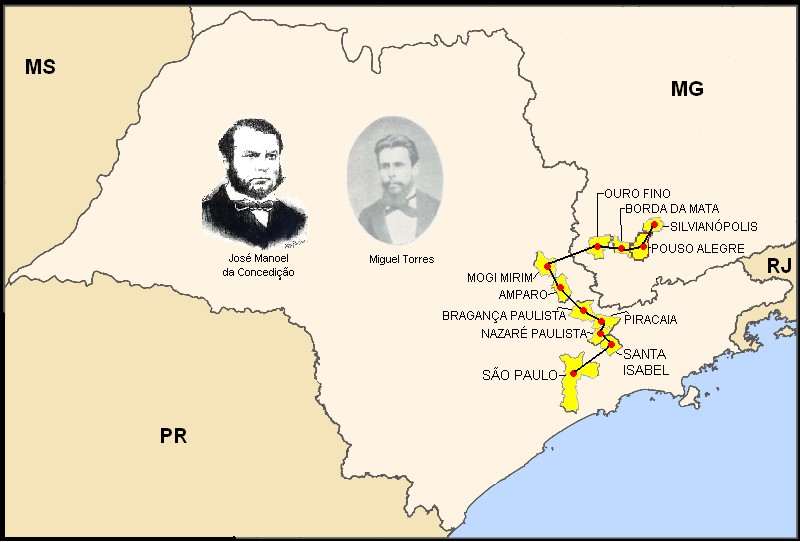 MS
MG
OURO FINO
BORDA DA MATA
SILVIANÓPOLIS
POUSO ALEGRE
José Manoel
da Concedição
Miguel Torres
RJ
MOGI MIRIM
AMPARO
BRAGANÇA PAULISTA
PIRACAIA
NAZARÉ PAULISTA
SANTA
ISABEL
SÃO PAULO
PR